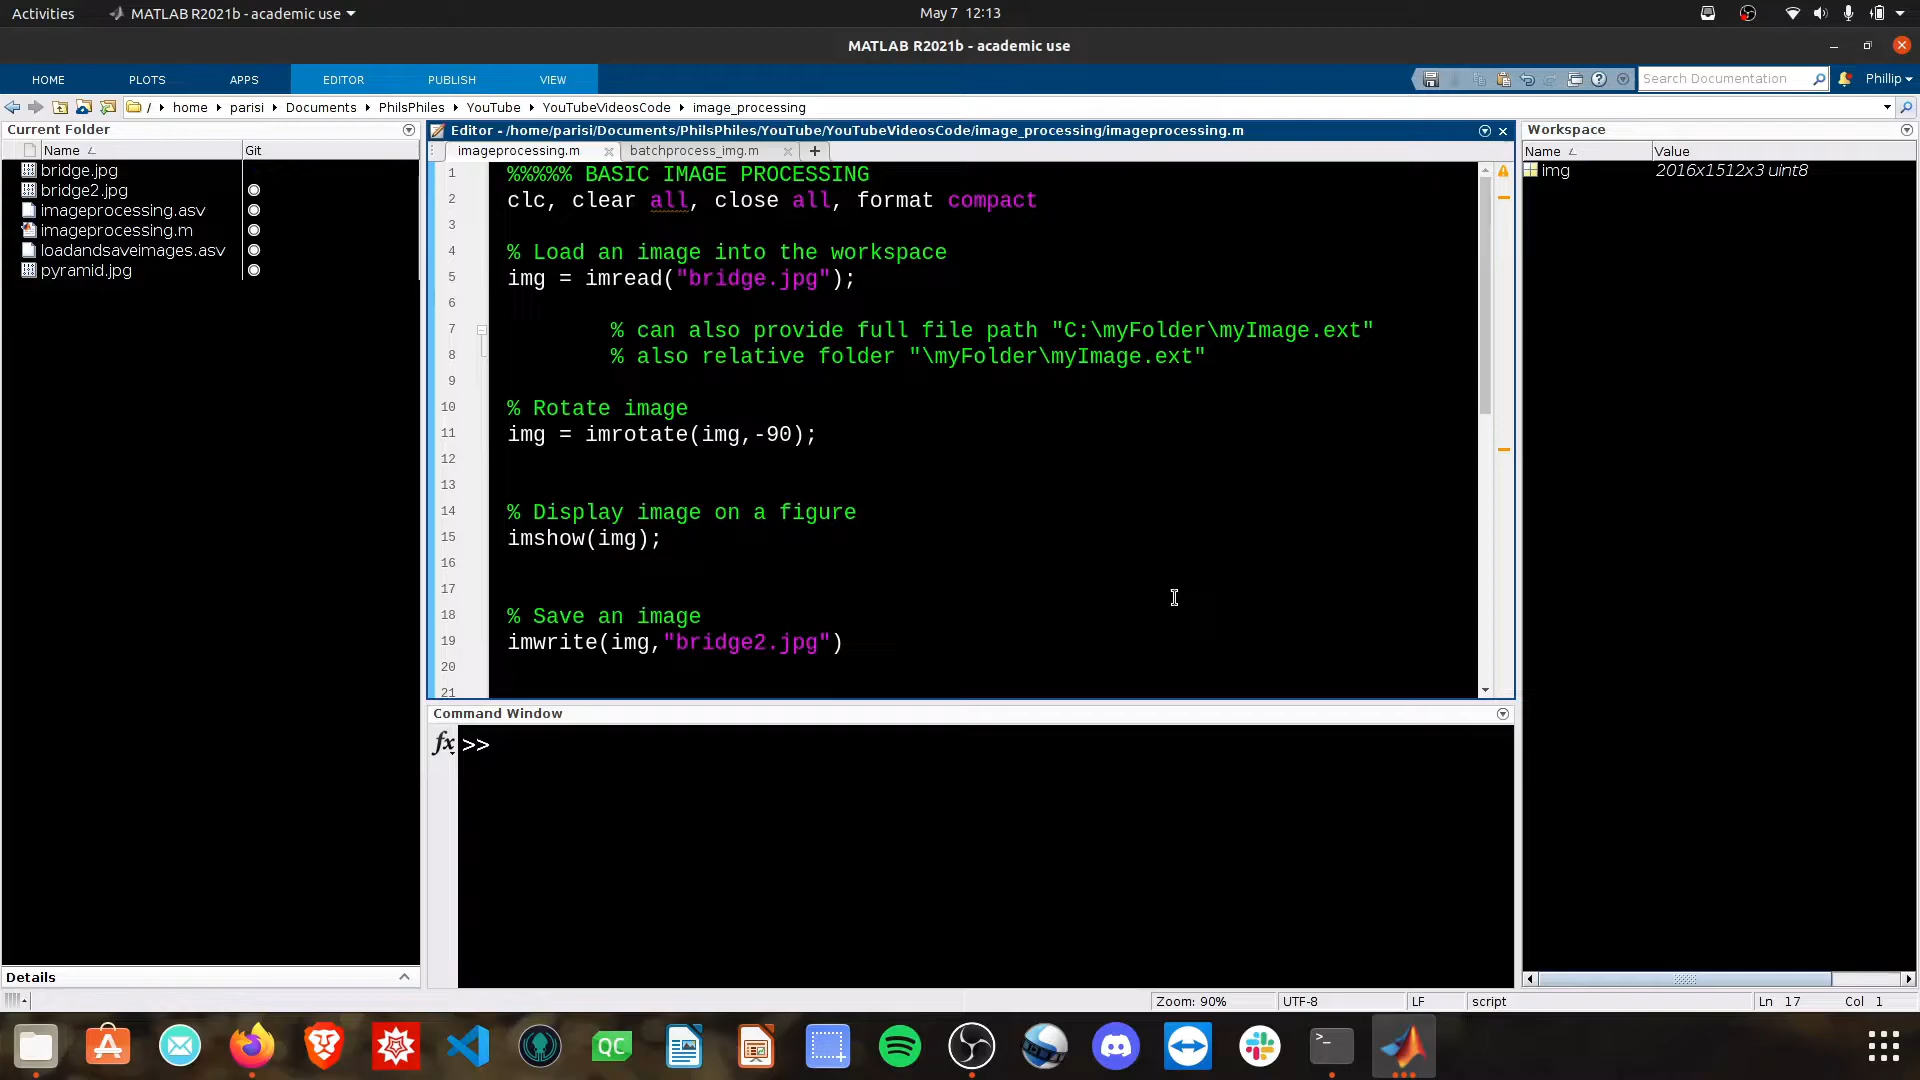 Activities MATLAB R2021b - academic use May 7 12:13
MATLAB R2021b - academic use
HOME PLOTS APPS EDITOR PUBLISH VIEW Search Documentation Phillip
/ home parisi Documents PhilsPhiles YouTube YouTubeVideosCode image_processing
Current Folder
Name Git
bridge.jpg
bridge2.jpg
imageprocessing.asv
imageprocessing.m
loadandsaveimages.asv
pyramid.jpg
Details
Editor - /home/parisi/Documents/PhilsPhiles/YouTube/YouTubeVideosCode/image_processing/imageprocessing.m
imageprocessing.m batchprocess_img.m +
1 %%%%% BASIC IMAGE PROCESSING
2 clc, clear all, close all, format compact
3
4 % Load an image into the workspace
5 img = imread("bridge.jpg");
6
7 % can also provide full file path "C:\myFolder\myImage.ext"
8 % also relative folder "\myFolder\myImage.ext"
9
10 % Rotate image
11 img = imrotate(img,-90);
12
13
14 % Display image on a figure
15 imshow(img);
16
17
18 % Save an image
19 imwrite(img,"bridge2.jpg")
20
21
Command Window
fx >>
Workspace
Name Value
img 2016x1512x3 uint8
Zoom: 90% UTF-8 LF script Ln 17 Col 1
QC
>_